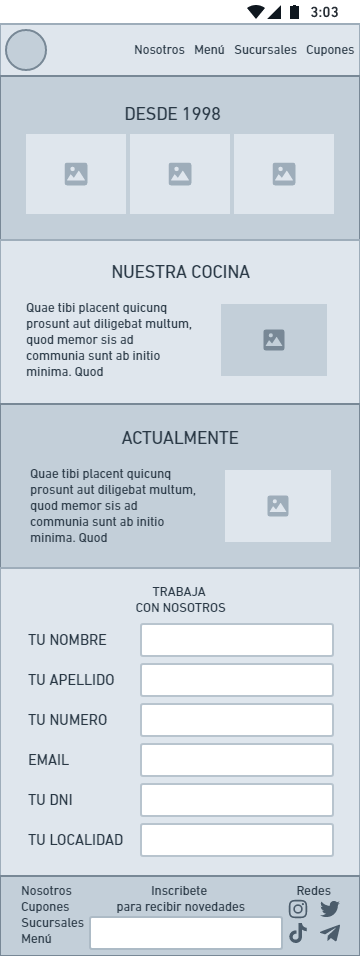 3:03
Nosotros Menú Sucursales Cupones
DESDE 1998
NUESTRA COCINA
Quae tibi placent quicunq
prosunt aut diligebat multum,
quod memor sis ad
communia sunt ab initio
minima. Quod
ACTUALMENTE
Quae tibi placent quicunq
prosunt aut diligebat multum,
quod memor sis ad
communia sunt ab initio
minima. Quod
TRABAJA
CON NOSOTROS
TU NOMBRE
TU APELLIDO
TU NUMERO
EMAIL
TU DNI
TU LOCALIDAD
Nosotros
Cupones
Sucursales
Menú
Inscribete
para recibir novedades
Redes